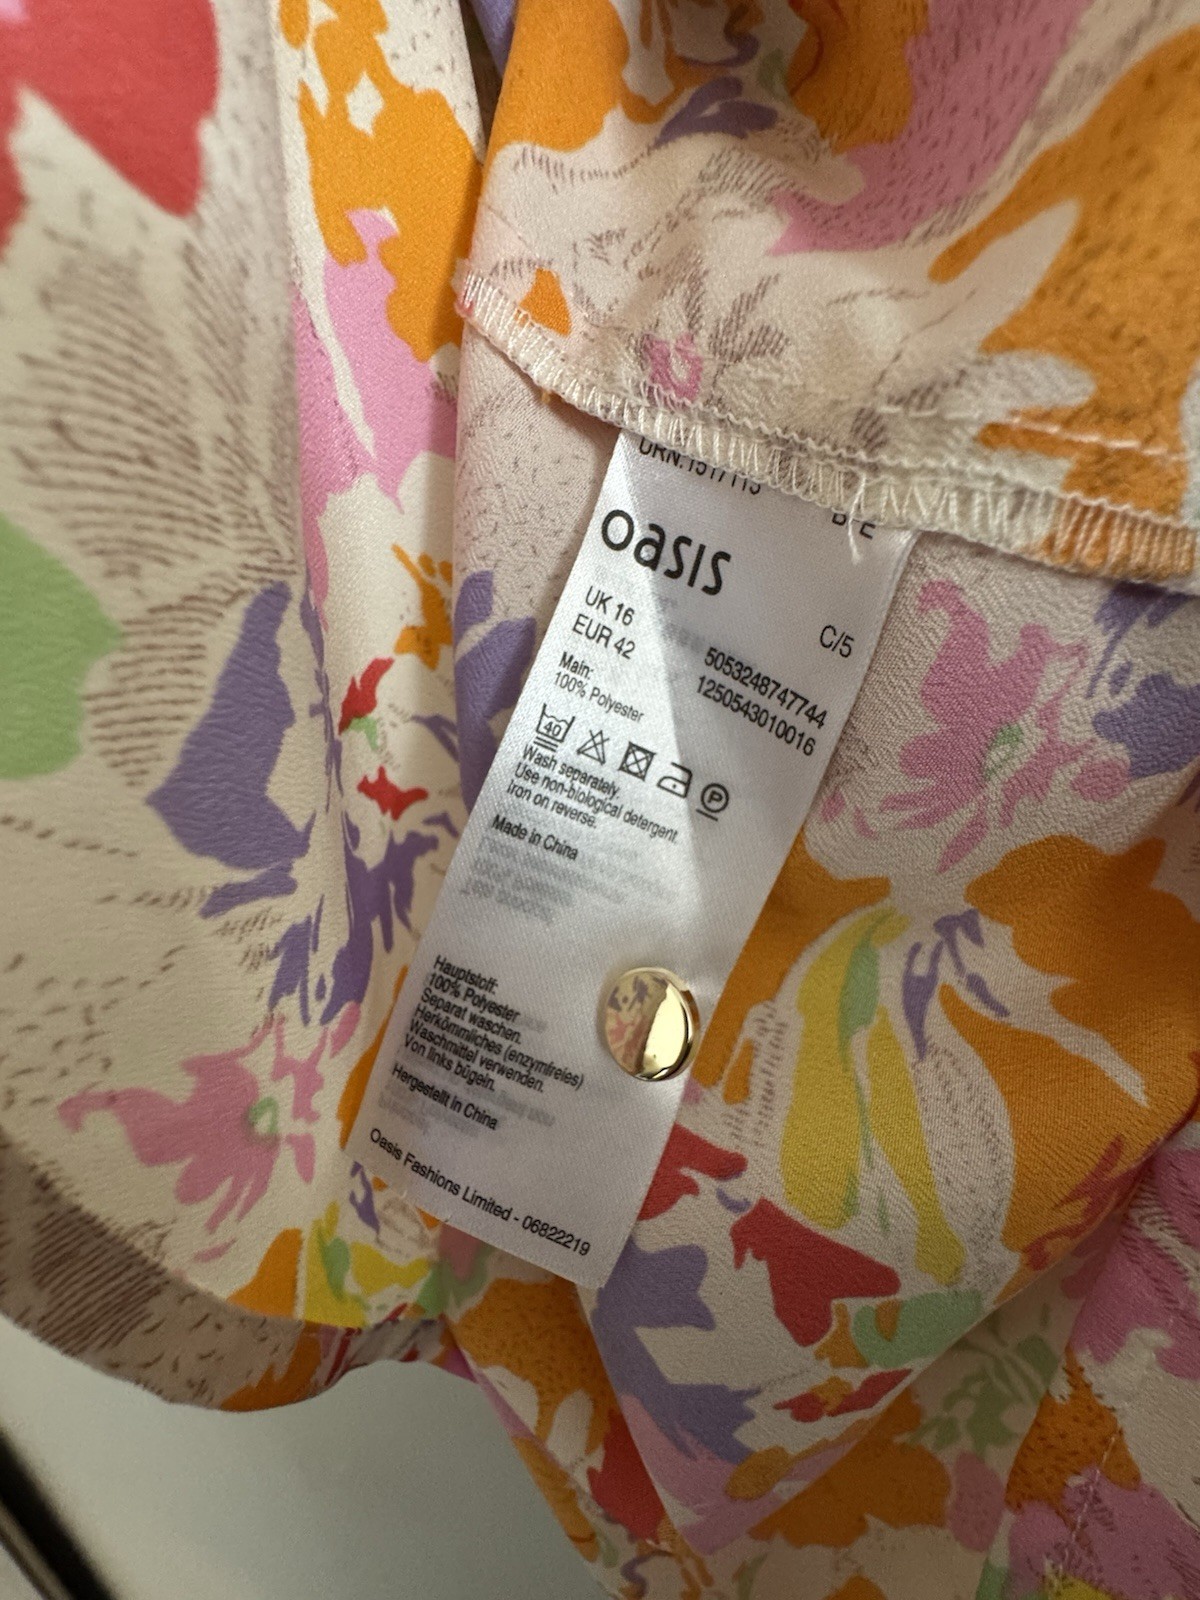 oasis
UK 16
EUR 42
C/5
5053248747744
1250543010016
Main:
100% Polyester
40
P
Wash separately.
Use non-biological detergent.
Iron on reverse.
Made in China
Hauptstoff:
100% Polyester
Separat waschen.
Herkömmliches (enzymfreies)
Waschmittel verwenden.
Von links bügeln.
Hergestellt in China
Oasis Fashions Limited - 06822219